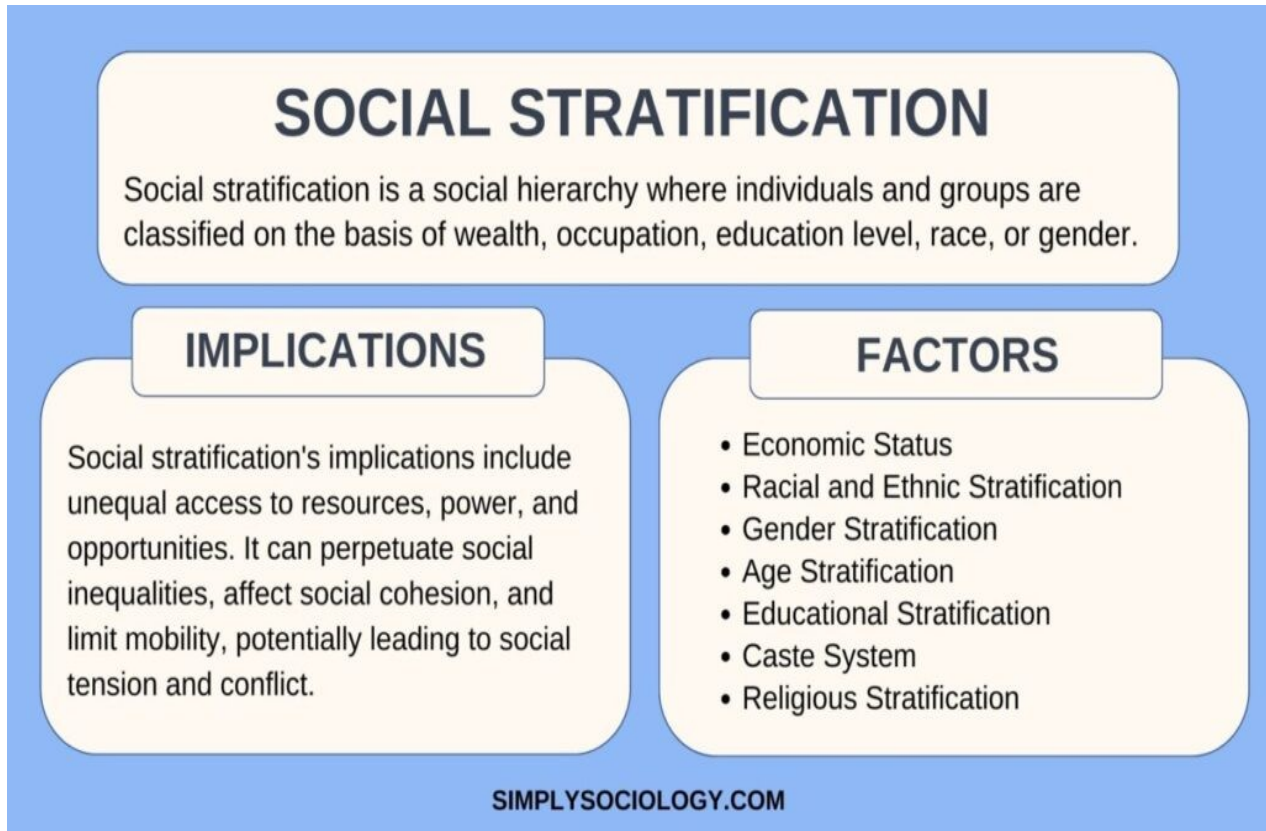 SOCIAL STRATIFICATION
Social stratification is a social hierarchy where individuals and groups are
classified on the basis of wealth, occupation, education level, race, or gender.
IMPLICATIONS
Social stratification's implications include
unequal access to resources, power, and
opportunities. It can perpetuate social
inequalities, affect social cohesion, and
limit mobility, potentially leading to social
tension and conflict.
FACTORS
• Economic Status
• Racial and Ethnic Stratification
• Gender Stratification
• Age Stratification
• Educational Stratification
• Caste System
• Religious Stratification
SIMPLYSOCIOLOGY.COM